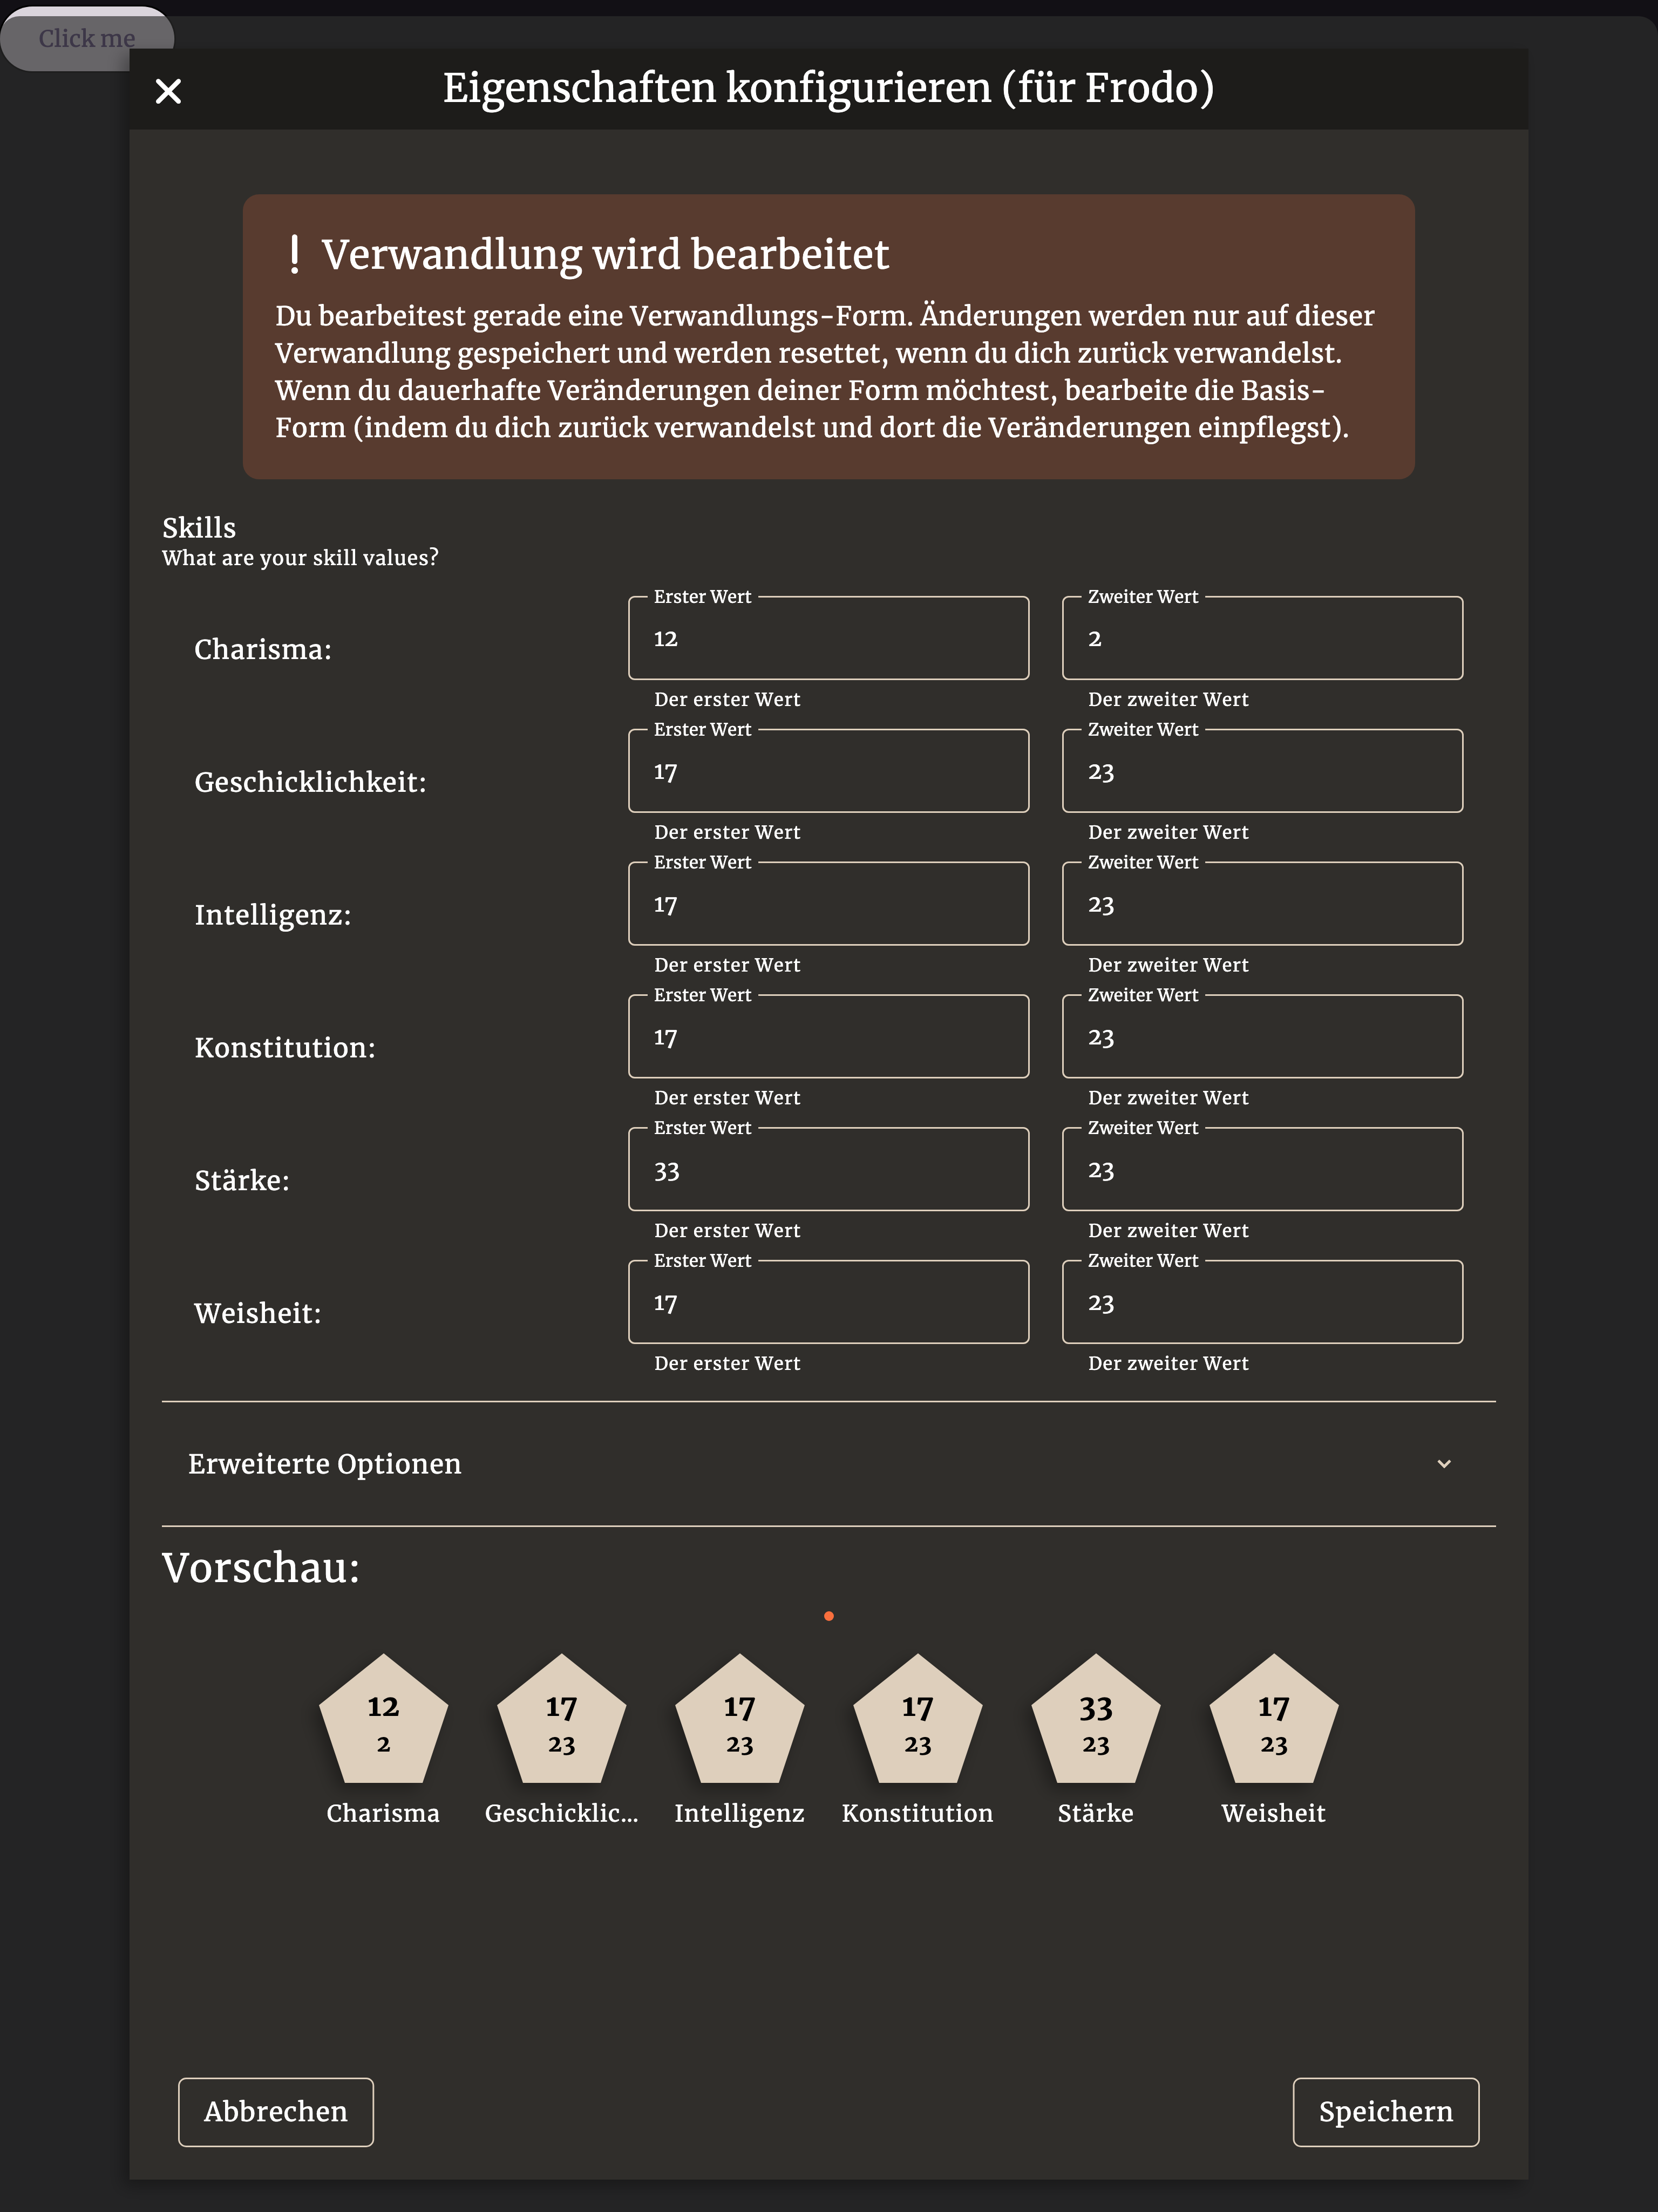 Click me
Eigenschaften konfigurieren (für Frodo)
! Verwandlung wird bearbeitet
Du bearbeitest gerade eine Verwandlungs-Form. Änderungen werden nur auf dieser
Verwandlung gespeichert und werden resettet, wenn du dich zurück verwandelst.
Wenn du dauerhafte Veränderungen deiner Form möchtest, bearbeite die Basis-
Form (indem du dich zurück verwandelst und dort die Veränderungen einpflegst).
Skills
What are your skill values?
Erster Wert Zweiter Wert
Charisma: 12 2
Der erster Wert Der zweiter Wert
Erster Wert Zweiter Wert
Geschicklichkeit: 17 23
Der erster Wert Der zweiter Wert
Erster Wert Zweiter Wert
Intelligenz: 17 23
Der erster Wert Der zweiter Wert
Erster Wert Zweiter Wert
Konstitution: 17 23
Der erster Wert Der zweiter Wert
Erster Wert Zweiter Wert
Stärke: 33 23
Der erster Wert Der zweiter Wert
Erster Wert Zweiter Wert
Weisheit: 17 23
Der erster Wert Der zweiter Wert
Erweiterte Optionen
Vorschau:
12 17 17 17 33 17
2 23 23 23 23 23
Charisma Geschicklic... Intelligenz Konstitution Stärke Weisheit
Abbrechen Speichern